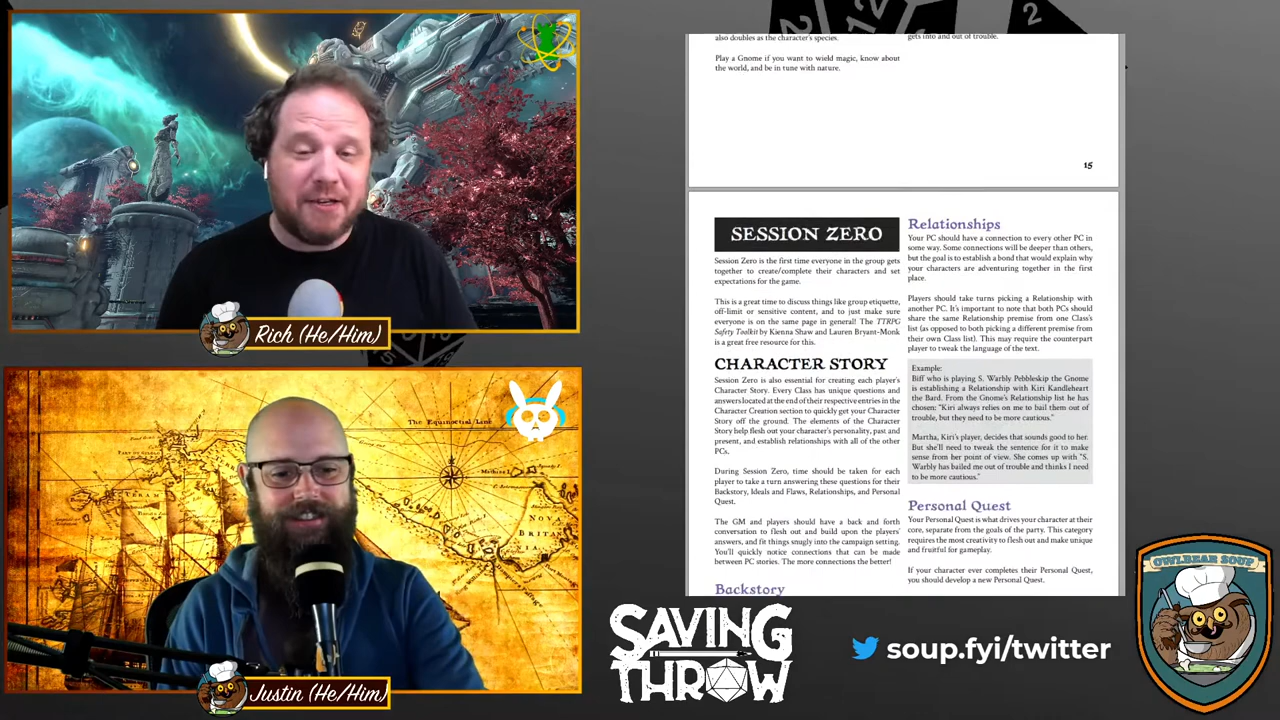 Rich (He/Him)
The Equinoctial Line
Justin (He/Him)
also doubles as the character's species.
Play a Gnome if you want to wield magic, know about
the world, and be in tune with nature.
gets into and out of trouble.
15
SESSION ZERO
Session Zero is the first time everyone in the group gets
together to create/complete their characters and set
expectations for the game.
This is a great time to discuss things like group etiquette,
off-limit or sensitive content, and to just make sure
everyone is on the same page in general! The TTRPG
Safety Toolkit by Kienna Shaw and Lauren Bryant-Monk
is a great free resource for this.
CHARACTER STORY
Session Zero is also essential for creating each player's
Character Story. Every Class has unique questions and
answers located at the end of their respective entries in the
Character Creation section to quickly get your Character
Story off the ground. The elements of the Character
Story help flesh out your character's personality, past and
present, and establish relationships with all of the other
PCs.
During Session Zero, time should be taken for each
player to take a turn answering these questions for their
Backstory, Ideals and Flaws, Relationships, and Personal
Quest.
The GM and players should have a back and forth
conversation to flesh out and build upon the players'
answers, and fit things snugly into the campaign setting.
You'll quickly notice connections that can be made
between PC stories. The more connections the better!
Backstory
Relationships
Your PC should have a connection to every other PC in
some way. Some connections will be deeper than others,
but the goal is to establish a bond that would explain why
your characters are adventuring together in the first
place.
Players should take turns picking a Relationship with
another PC. It's important to note that both PCs should
share the same Relationship premise from one Class's
list (as opposed to both picking a different premise from
their own Class list). This may require the counterpart
player to tweak the language of the text.
Example:
Biff who is playing S. Warbly Pebbleskip the Gnome
is establishing a Relationship with Kiri Kandleheart
the Bard. From the Gnome's Relationship list he has
chosen: "Kiri always relies on me to bail them out of
trouble, but they need to be more cautious."
Martha, Kiri's player, decides that sounds good to her.
But she'll need to tweak the sentence for it to make
sense from her point of view. She comes up with "S.
Warbly has bailed me out of trouble and thinks I need
to be more cautious."
Personal Quest
Your Personal Quest is what drives your character at their
core, separate from the goals of the party. This category
requires the most creativity to flesh out and make unique
and fruitful for gameplay.
If your character ever completes their Personal Quest,
you should develop a new Personal Quest.
SAVING
THROW
soup.fyi/twitter
OWLBEAR SOUP
2
12
2